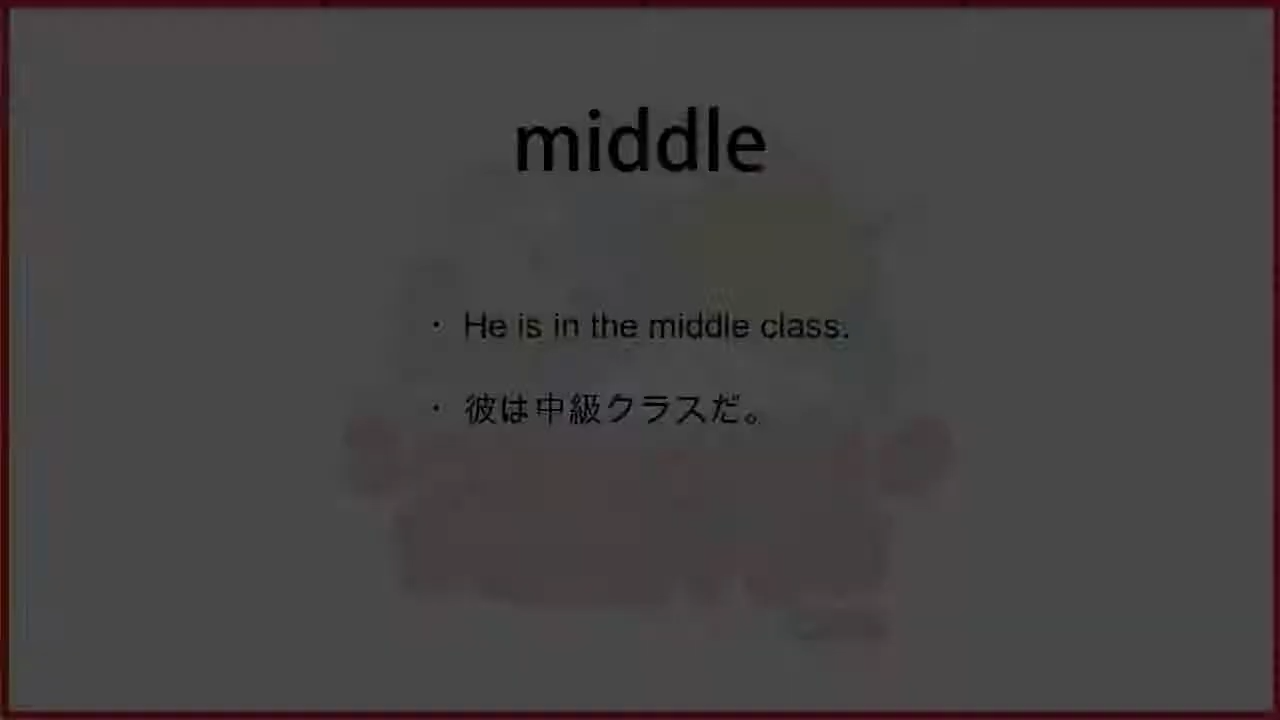 middle
・ He is in the middle class.
・ 彼は中級クラスだ。